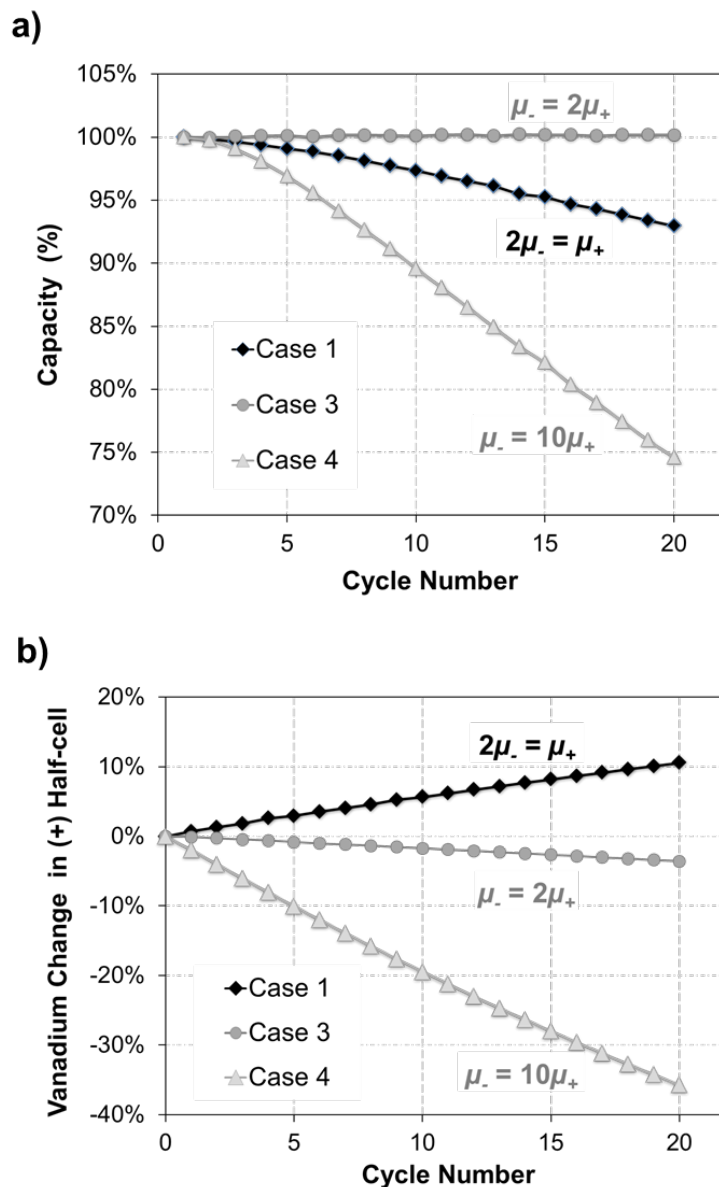 a)
105%
100%
95%
90%
85%
80%
75%
70%
Capacity (%)
μ₋ = 2μ₊
2μ₋ = μ₊
μ₋ = 10μ₊
Case 1
Case 3
Case 4
0 5 10 15 20
Cycle Number
b)
20%
10%
0%
-10%
-20%
-30%
-40%
Vanadium Change in (+) Half-cell
2μ₋ = μ₊
μ₋ = 2μ₊
μ₋ = 10μ₊
Case 1
Case 3
Case 4
0 5 10 15 20
Cycle Number